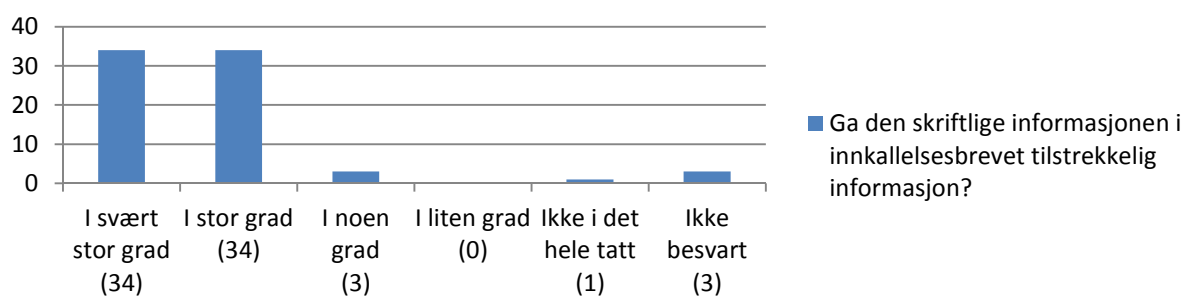 40
30
20
10
0
I svært stor grad (34)
I stor grad (34)
I noen grad (3)
I liten grad (0)
Ikke i det hele tatt (1)
Ikke besvart (3)
Ga den skriftlige informasjonen i
innkallelsesbrevet tilstrekkelig
informasjon?